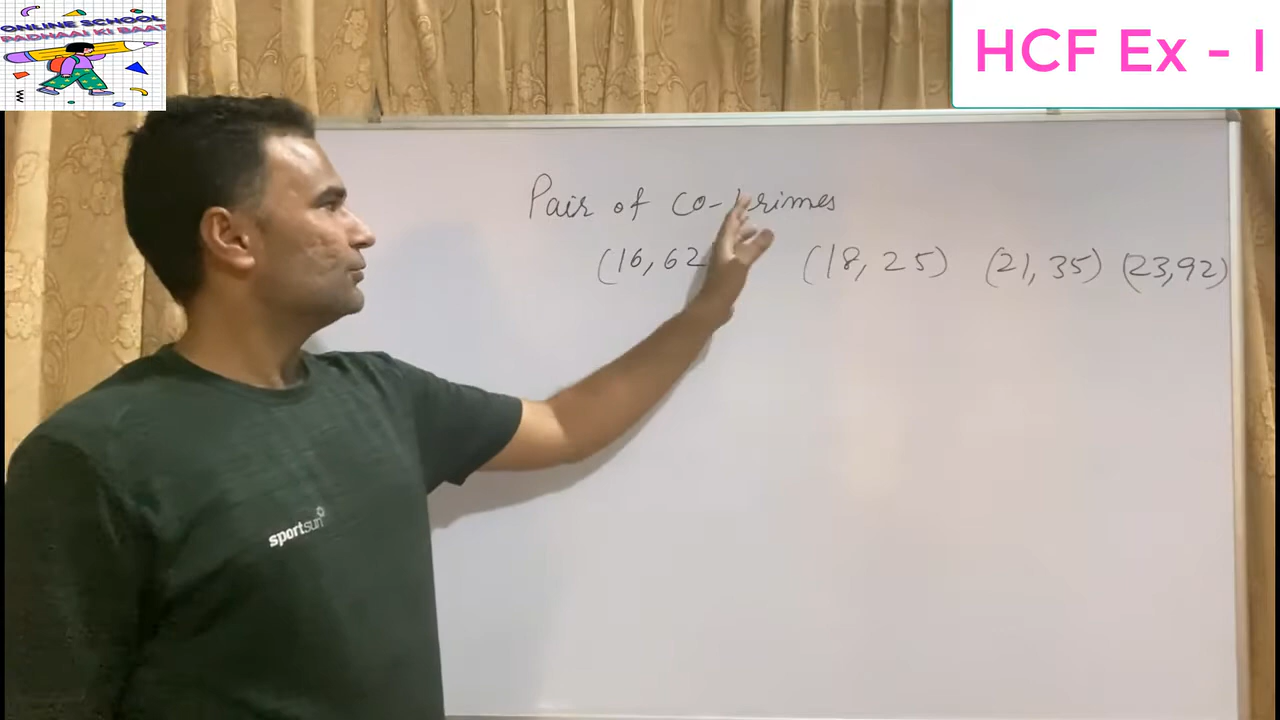 ONLINE SCHOOL
PADHAAI KI BAAT
HCF Ex - I
Pair of co-primes
(16,62 (18, 25) (21, 35) (23,92)
sportsun